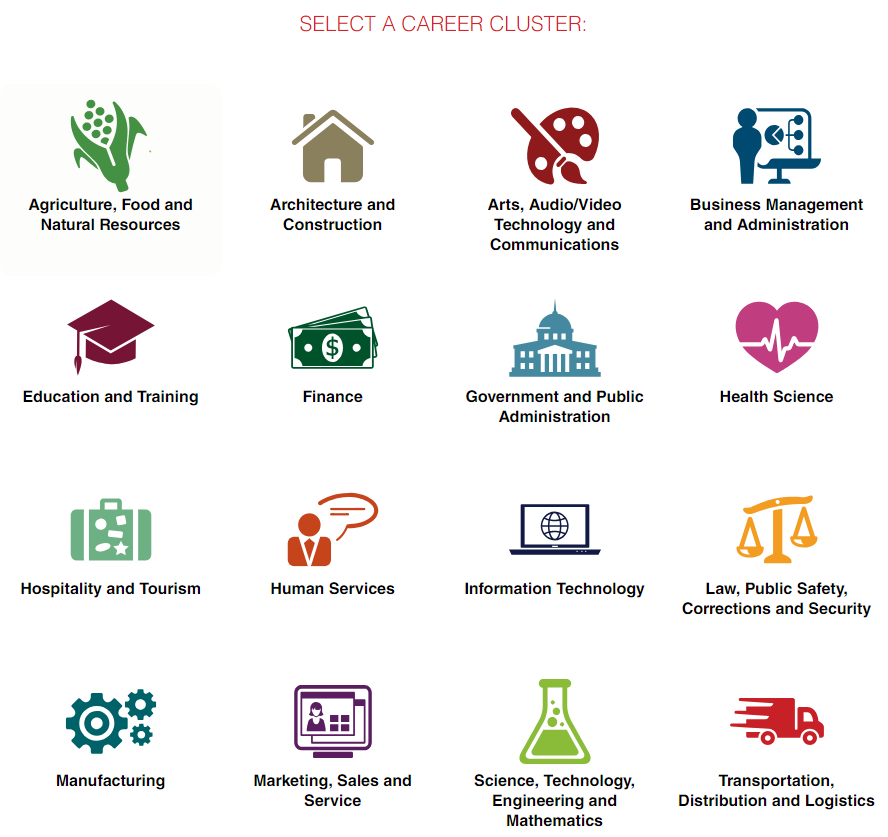 SELECT A CAREER CLUSTER:
Agriculture, Food and
Natural Resources
Architecture and
Construction
Arts, Audio/Video
Technology and
Communications
Business Management
and Administration
Education and Training
$
Finance
Government and Public
Administration
Health Science
Hospitality and Tourism
Human Services
Information Technology
Law, Public Safety,
Corrections and Security
Manufacturing
Marketing, Sales and
Service
Science, Technology,
Engineering and
Mathematics
Transportation,
Distribution and Logistics